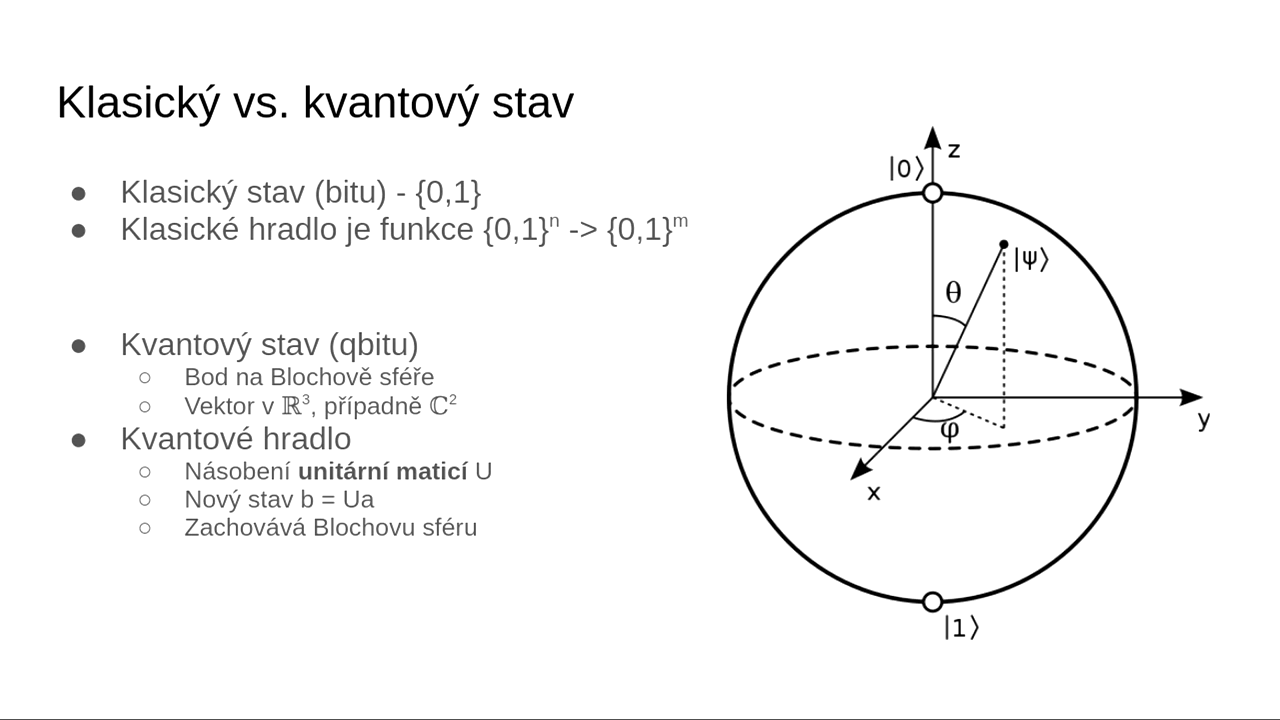 Klasický vs. kvantový stav
● Klasický stav (bitu) - {0,1}
● Klasické hradlo je funkce {0,1}ⁿ -> {0,1}ᵐ
● Kvantový stav (qbitu)
○ Bod na Blochově sféře
○ Vektor v ℝ³, případně ℂ²
● Kvantové hradlo
○ Násobení unitární maticí U
○ Nový stav b = Ua
○ Zachovává Blochovu sféru
z
|0⟩
|ψ⟩
θ
φ
y
x
|1⟩